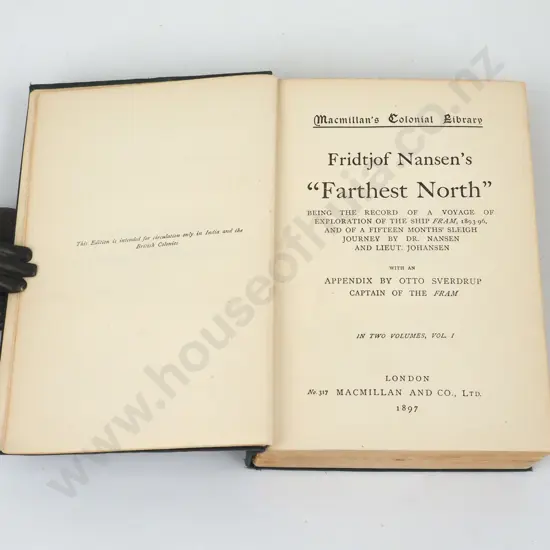 This Edition is intended for circulation only in India and the
British Colonies
Macmillan's Colonial Library
Fridtjof Nansen's
"Farthest North"
BEING THE RECORD OF A VOYAGE OF
EXPLORATION OF THE SHIP FRAM, 1893-96,
AND OF A FIFTEEN MONTHS' SLEIGH
JOURNEY BY DR. NANSEN
AND LIEUT. JOHANSEN
WITH AN
APPENDIX BY OTTO SVERDRUP
CAPTAIN OF THE FRAM
IN TWO VOLUMES, VOL. I
LONDON
No. 317 MACMILLAN AND CO., LTD.
1897
www.houseofnatia.co.nz